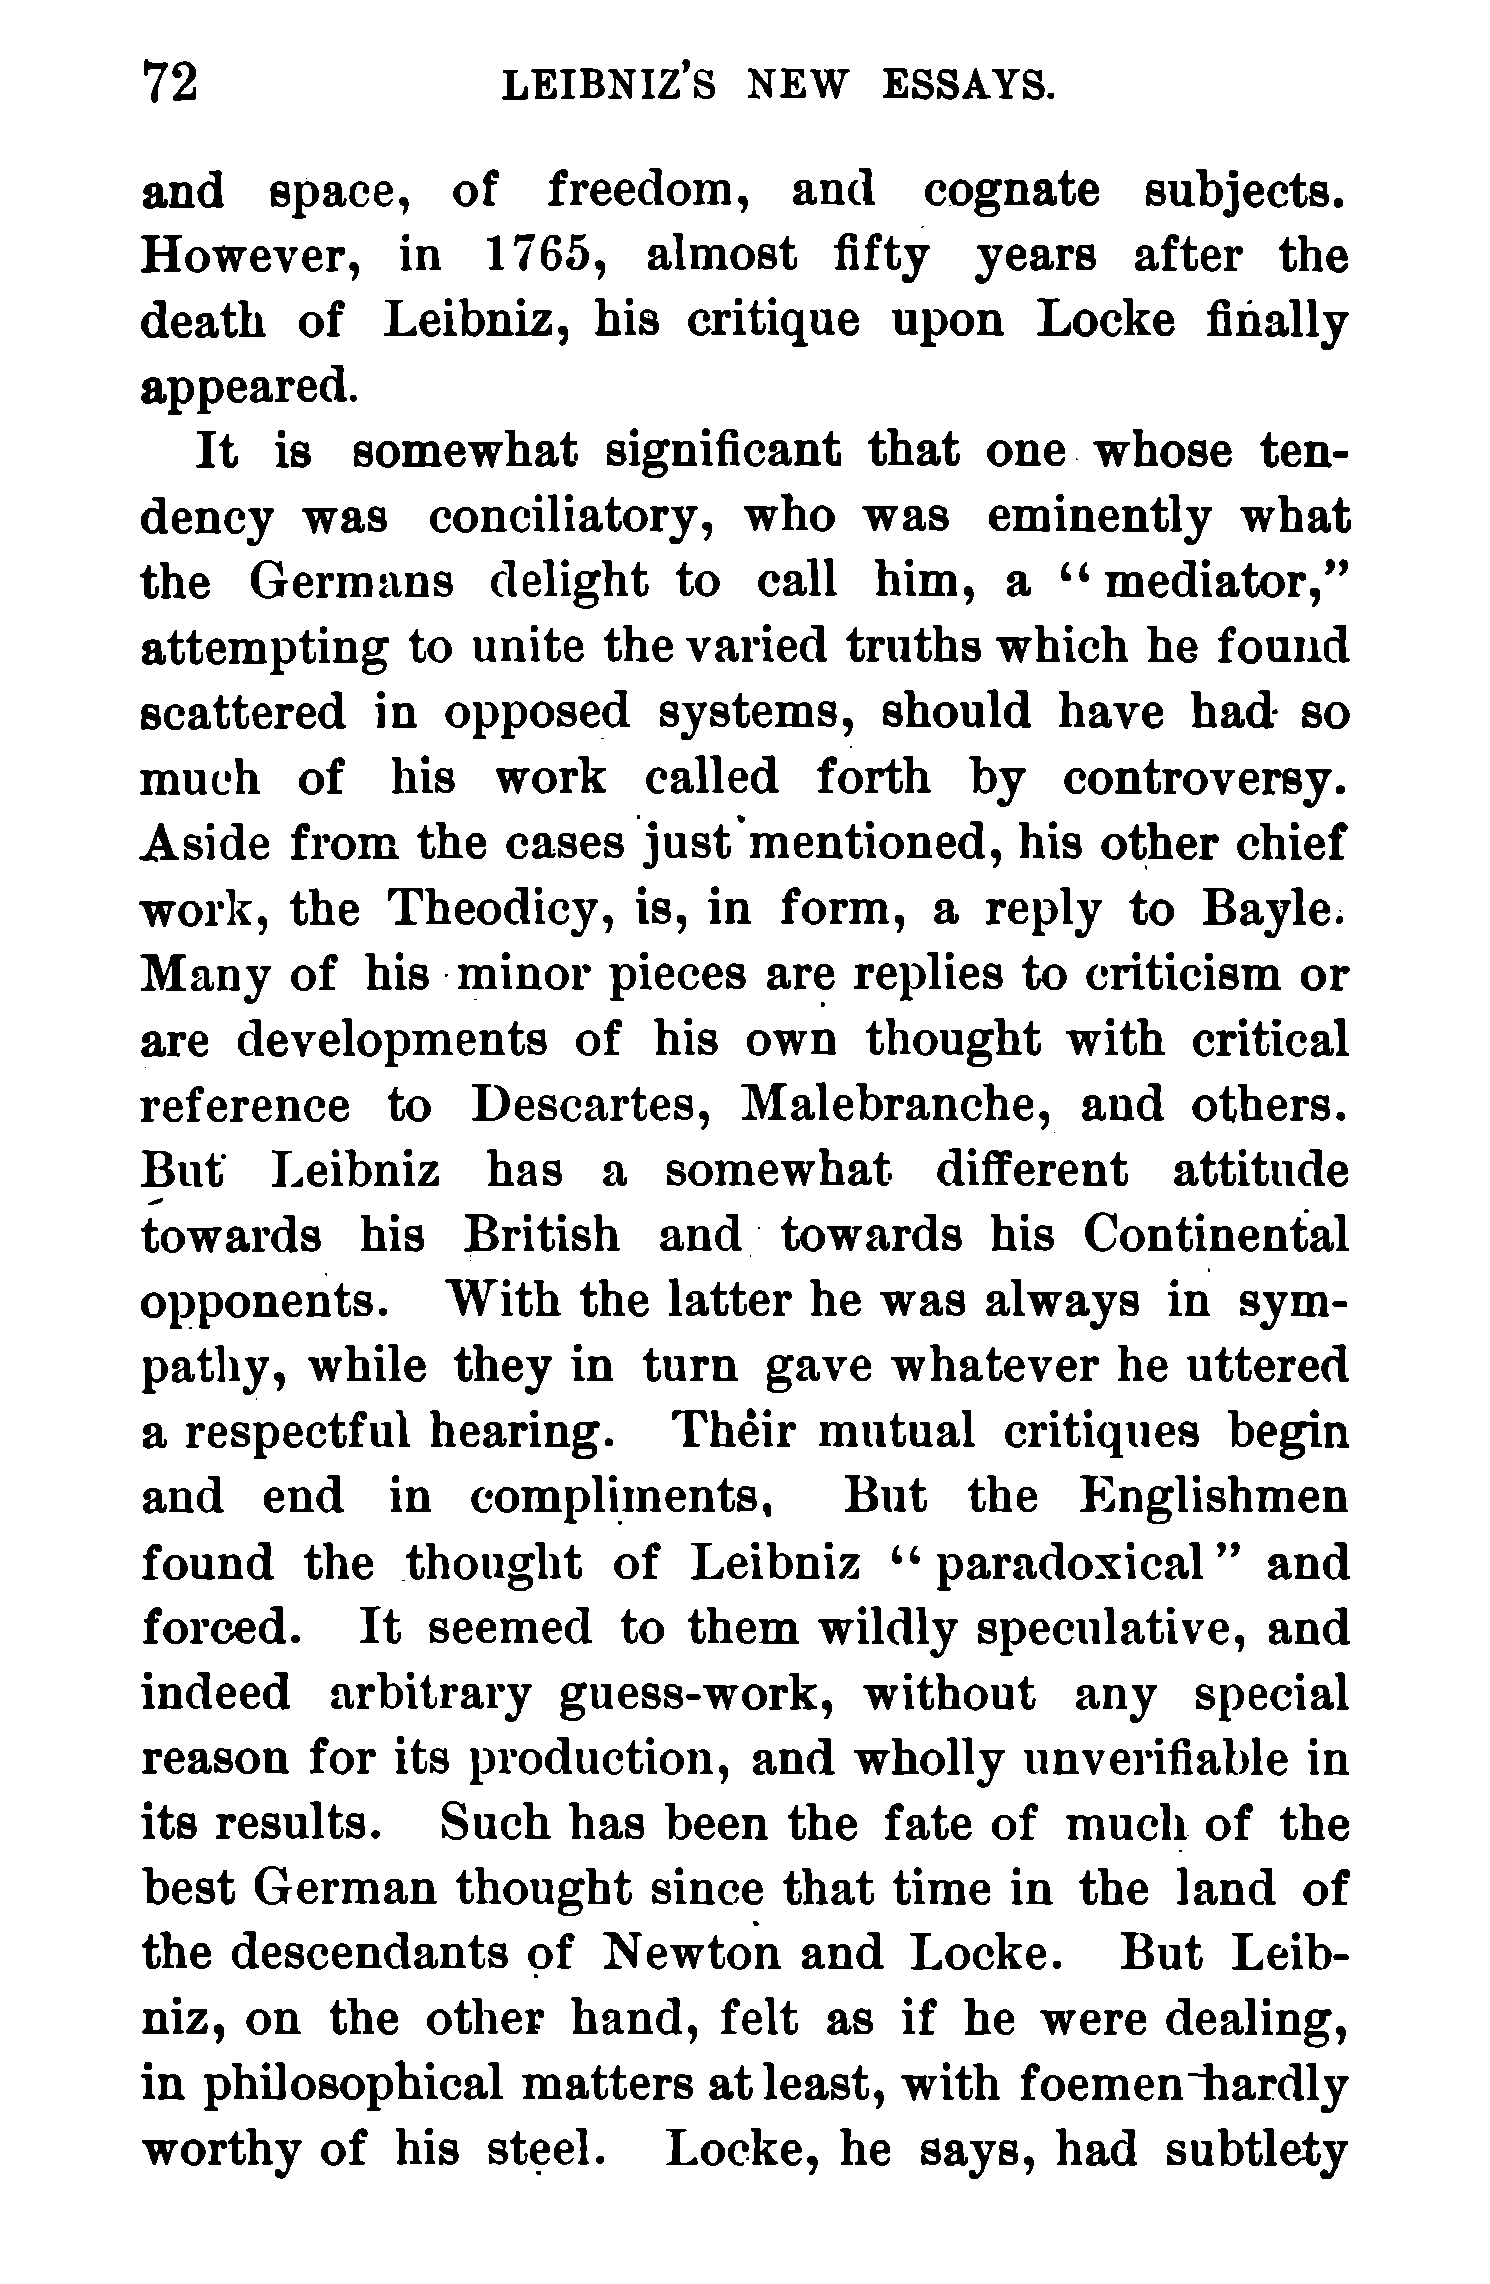 72 LEIBNIZ'S NEW ESSAYS.
and space, of freedom, and cognate subjects.
However, in 1765, almost fifty years after the
death of Leibniz, his critique upon Locke finally
appeared.
It is somewhat significant that one whose ten-
dency was conciliatory, who was eminently what
the Germans delight to call him, a “mediator,”
attempting to unite the varied truths which he found
scattered in opposed systems, should have had so
much of his work called forth by controversy.
Aside from the cases just mentioned, his other chief
work, the Theodicy, is, in form, a reply to Bayle.
Many of his minor pieces are replies to criticism or
are developments of his own thought with critical
reference to Descartes, Malebranche, and others.
But Leibniz has a somewhat different attitude
towards his British and towards his Continental
opponents. With the latter he was always in sym-
pathy, while they in turn gave whatever he uttered
a respectful hearing. Their mutual critiques begin
and end in compliments, But the Englishmen
found the thought of Leibniz “paradoxical” and
forced. It seemed to them wildly speculative, and
indeed arbitrary guess-work, without any special
reason for its production, and wholly unverifiable in
its results. Such has been the fate of much of the
best German thought since that time in the land of
the descendants of Newton and Locke. But Leib-
niz, on the other hand, felt as if he were dealing,
in philosophical matters at least, with foemen hardly
worthy of his steel. Locke, he says, had subtlety